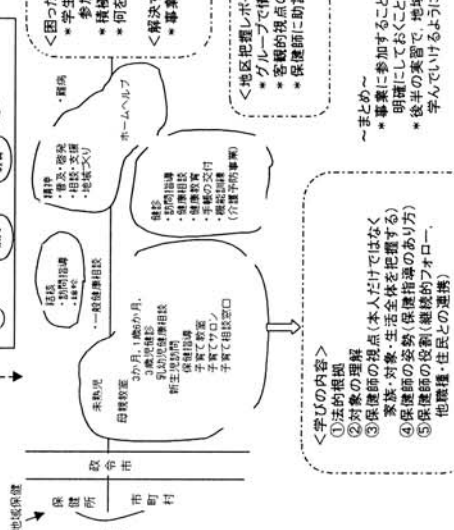 地域保健
保健所
市町村
政令市
未熟児
母親教室
3か月、1歳6か月、
3歳児健診
乳幼児健康相談
新生児訪問
保健指導
子育て教室
子育てサロン
子育て相談窓口
結核
・訪問指導
・一般健康相談
精神
・普及・啓発
・相談・支援
・地域づくり
・難病
ホームヘルプ
健診
・訪問指導
・健康相談
・健康教育
・手帳の交付
・機能訓練
(介護予防事業)
<学びの内容>
①法的根拠
②対象の理解
③保健師の視点(本人だけではなく
家族・対象・生活全体を把握する)
④保健師の姿勢(保健指導のあり方)
⑤保健師の役割(継続的フォロー、
他職種・住民との連携)
<困った
*学生
参加
*積極
*何を
<解決
*事業
<地区把握レポ
*グループで情
*客観的視点の
*保健師に助言
～まとめ～
*事業に参加すること
明確にしておくこと
*後半の実習で、地域
学んでいけるように